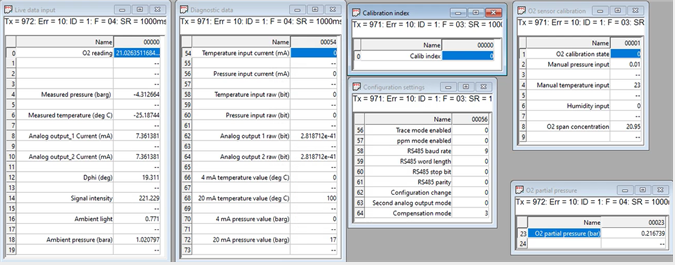 Live data input
Tx = 971: Err = 10: ID = 1: F = 04: SR = 1000ms
Name 00000
0 O2 reading 21.0263511684...
1 --
2 --
3 --
4 Measured pressure (barg) -4.312664
5 --
6 Measured temperature (deg C) -25.18744
7 --
8 Analog output_1 Current (mA) 7.361381
9 --
10 Analog output_2 Current (mA) 7.361381
11 --
12 Dphi (deg) 19.311
13 --
14 Signal intensity 221.229
15 --
16 Ambient light 0.771
17 --
18 Ambient pressure (bara) 1.020797
19 --
Diagnostic data
Tx = 971: Err = 10: ID = 1: F = 04: SR = 1000ms
Name 00054
54 Temperature input current (mA) 0
55 --
56 Pressure input current (mA) 0
57 --
58 Temperature input raw (bit) 0
59 --
60 Pressure input raw (bit) 0
61 --
62 Analog output 1 raw (bit) 2.818712e-41
63 --
64 Analog output 2 raw (bit) 2.818712e-41
65 --
66 4 mA temperature value (deg C) 0
67 --
68 20 mA temperature value (deg C) 100
69 --
70 4 mA pressure value (barg) 0
71 --
72 20 mA pressure value (barg) 17
73 --
Calibration index
Tx = 971: Err = 10: ID = 1: F = 03: SR = 1000m
Name 00000
0 Calib index 0
Configuration settings
Tx = 971: Err = 10: ID = 1: F = 03: SR = 1
Name 00056
56 Trace mode enabled 0
57 ppm mode enabled 0
58 RS485 baud rate 9
59 RS485 word length 0
60 RS485 stop bit 0
61 RS485 parity 0
62 Configuration change 0
63 Second analog output mode 0
64 Compensation mode 3
O2 sensor calibration
Tx = 971: Err = 10: ID = 1: F = 03: SR = 1000
Name 00001
1 O2 calibration state 0
2 Manual pressure input 0.01
3 --
4 Manual temperature input 23
5 --
6 Humidity input 0
7 --
8 O2 span concentration 20.95
9 --
O2 partial pressure
Tx = 972: Err = 10: ID = 1: F = 04: SR = 1000m
Name 00023
23 O2 partial pressure (bar) 0.216739
24 --